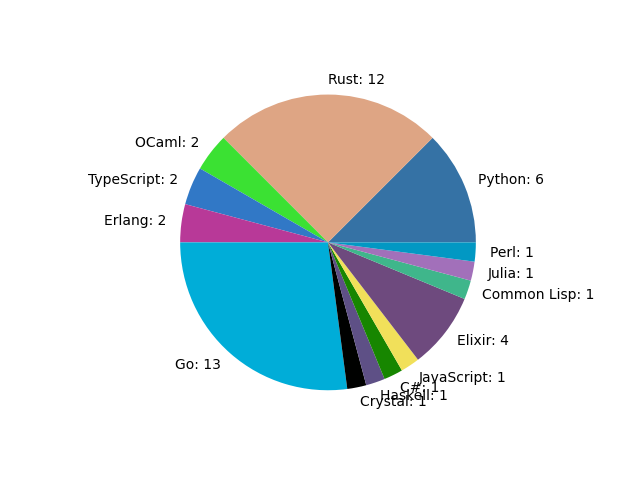 Rust: 12
OCaml: 2
Python: 6
TypeScript: 2
Erlang: 2
Perl: 1
Julia: 1
Common Lisp: 1
Elixir: 4
Go: 13
JavaScript: 1
C#: 1
Haskell: 1
Crystal: 1